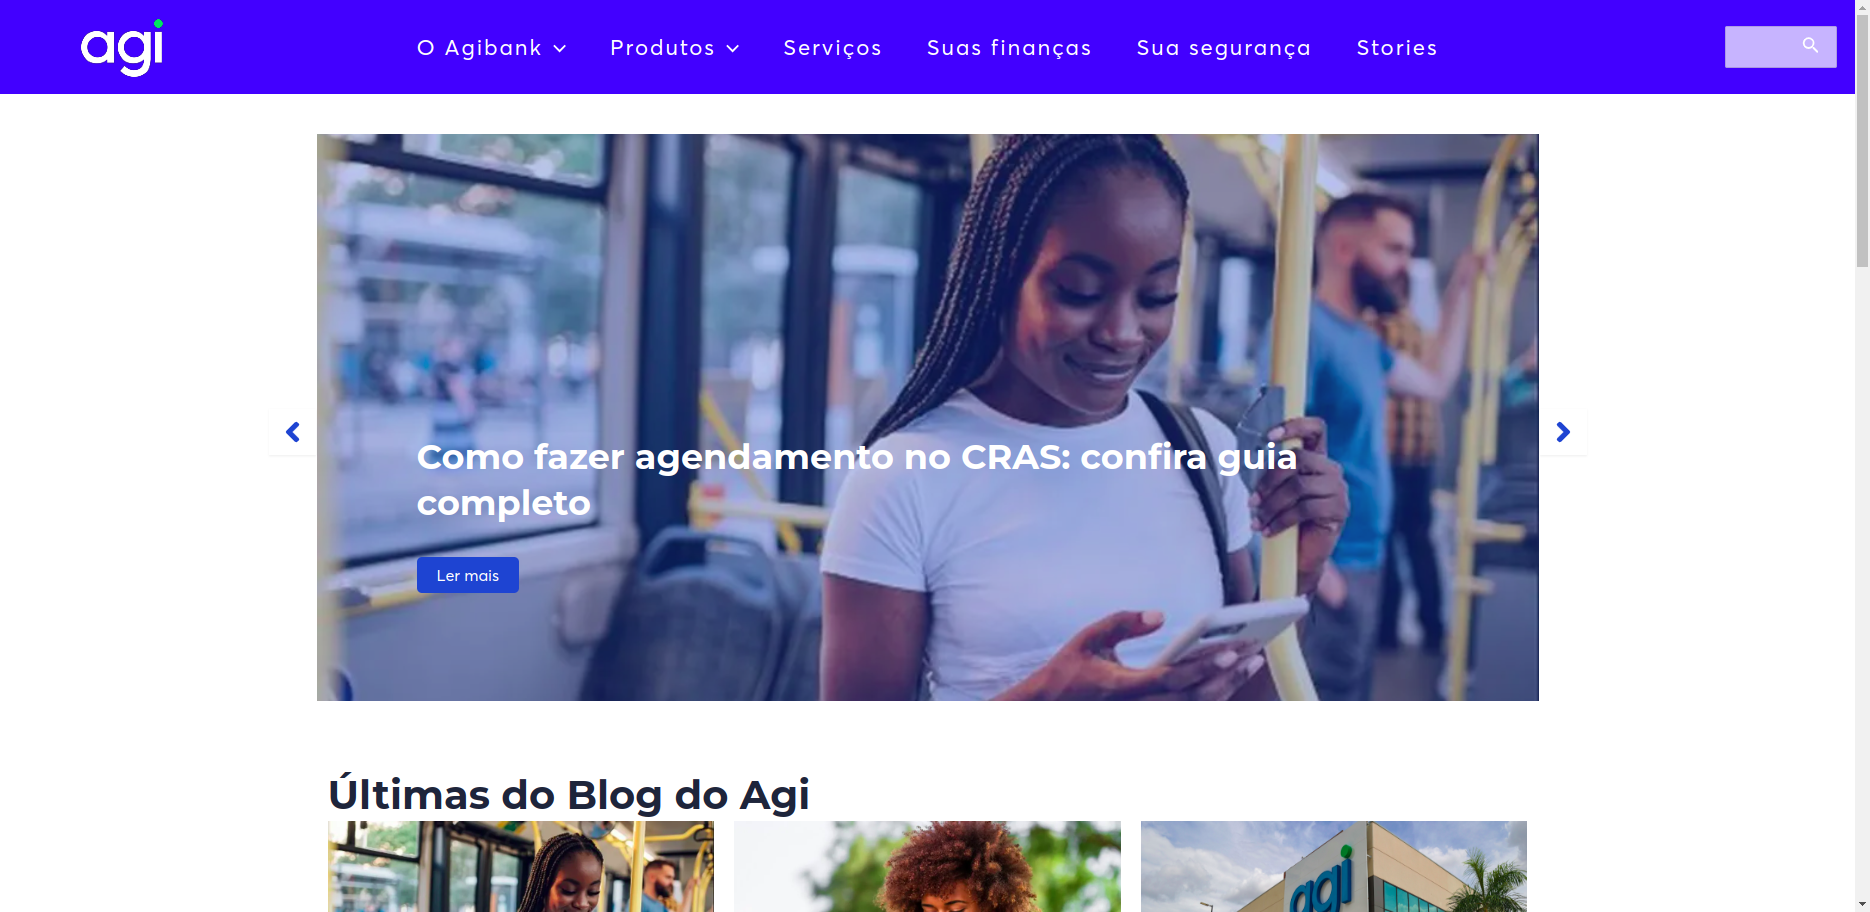 agi
O Agibank
Produtos
Serviços
Suas finanças
Sua segurança
Stories
Como fazer agendamento no CRAS: confira guia
completo
Ler mais
Últimas do Blog do Agi
agi